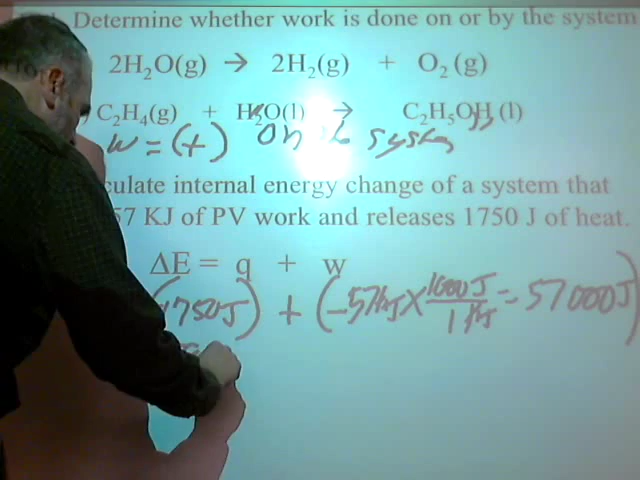 Determine whether work is done on or by the system
2H₂O(g) → 2H₂(g) + O₂ (g)
C₂H₄(g) + H₂O(l) → C₂H₅OH (l)
w = (+) on system
culate internal energy change of a system that
57 KJ of PV work and releases 1750 J of heat.
ΔE = q + w
1750J) + (-57kJ × 1000J / 1 kJ = 57000J)